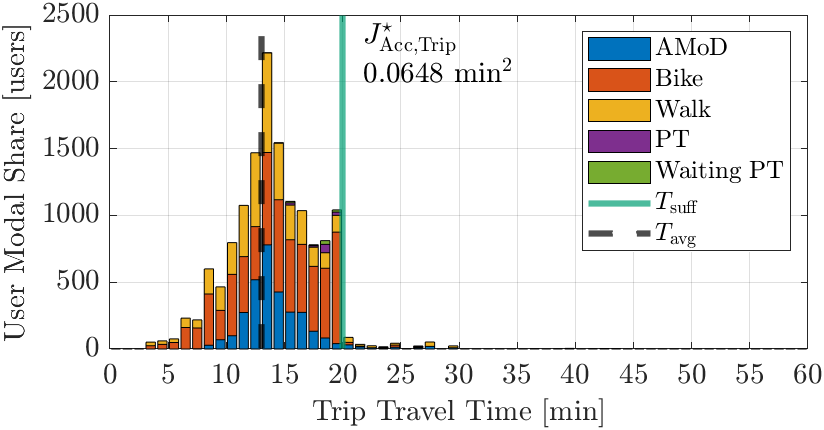 2500
2000
1500
1000
500
0
User Modal Share [users]
0 5 10 15 20 25 30 35 40 45 50 55 60
Trip Travel Time [min]
J⋆Acc,Trip
0.0648 min²
AMoD
Bike
Walk
PT
Waiting PT
Tsuff
Tavg